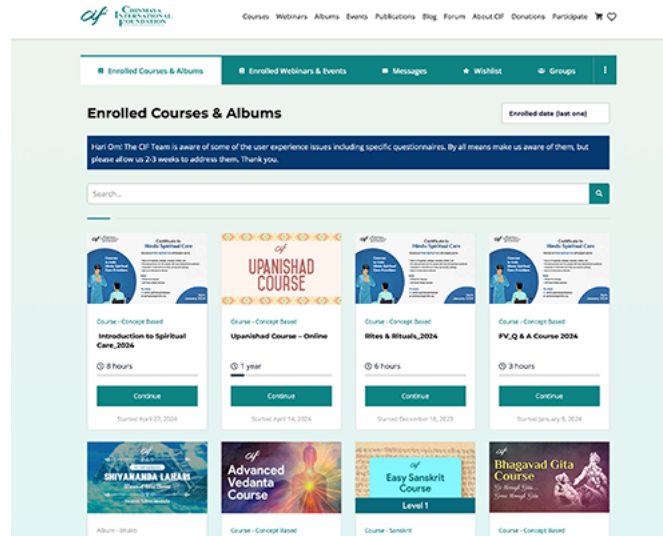 cif CHINMAYA
INTERNATIONAL
FOUNDATION
Courses Webinars Albums Events Publications Blog Forum About CIF Donations Participate
Enrolled Courses & Albums
Enrolled Webinars & Events
Messages
Wishlist
Groups
Enrolled Courses & Albums
Enrolled date (last one)
Hari Om! The CIF Team is aware of some of the user experience issues including specific questionnaires. By all means make us aware of them, but
please allow us 2-3 weeks to address them. Thank you.
Search...
Certificate in
Hindu Spiritual Care
Course - Concept Based
Introduction to Spiritual
Care_2024
8 hours
Continue
Started April 27, 2024
cif
UPANISHAD
COURSE
Course - Concept Based
Upanishad Course – Online
1 year
Continue
Started April 14, 2024
Certificate in
Hindu Spiritual Care
Course - Concept Based
Rites & Rituals_2024
6 hours
Continue
Started December 18, 2023
Certificate in
Hindu Spiritual Care
Course - Concept Based
FV_Q & A Course 2024
3 hours
Continue
Started January 8, 2024
cif
SHIVANANDA LAHARI
Album - Bhakti
cif
Advanced
Vedanta
Course
Course - Concept Based
cif
Easy Sanskrit
Course
Level 1
Course - Sanskrit
cif
Bhagavad Gita
Course
Course - Concept Based